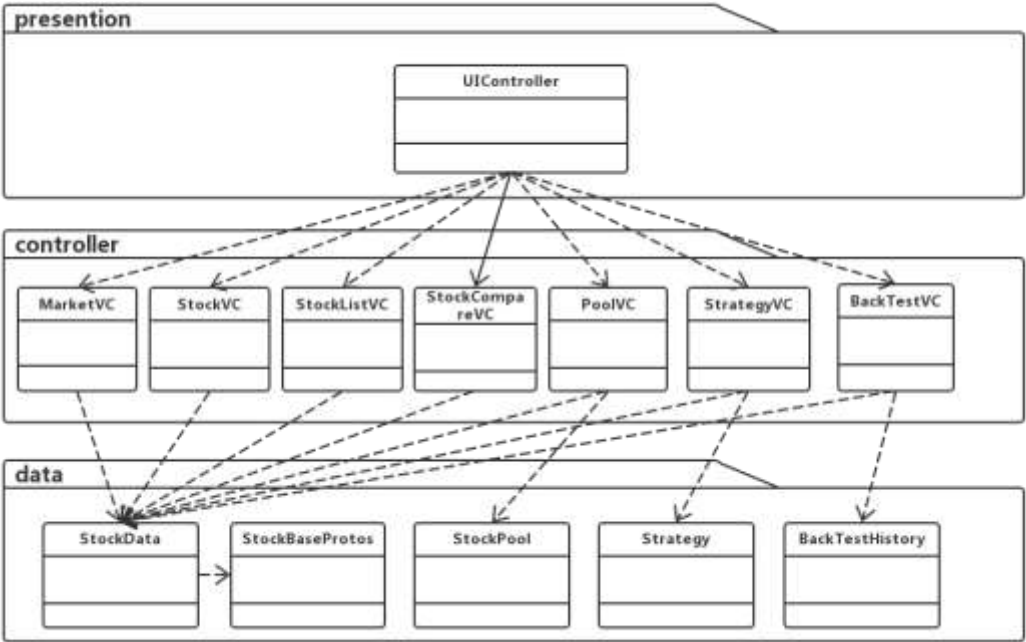 presention
UIController
controller
MarketVC
StockVC
StockListVC
StockCompa
reVC
PoolVC
StrategyVC
BackTestVC
data
StockData
StockBaseProtos
StockPool
Strategy
BackTestHistory